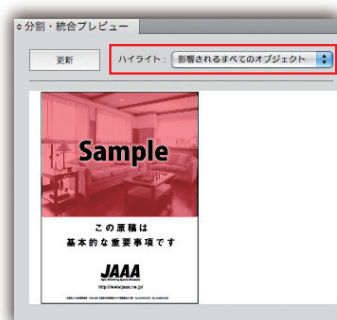 分割・統合プレビュー
更新
ハイライト：
影響されるすべてのオブジェクト
Sample
この原稿は
基本的な重要事項です
JAAA
http://www.jaaa.ne.jp/